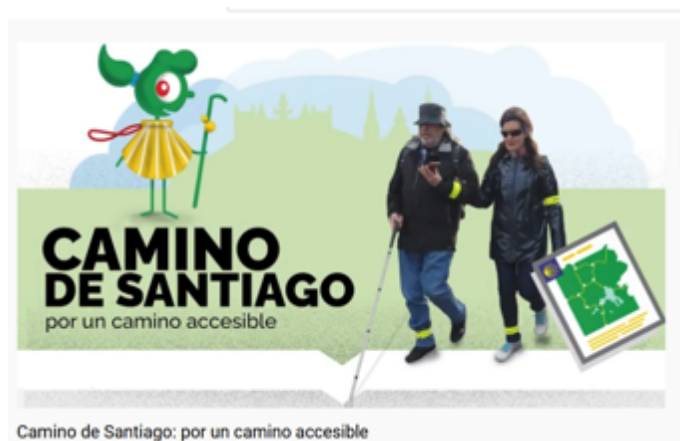 CAMINO
DE SANTIAGO
por un camino accesible
Camino de Santiago: por un camino accesible